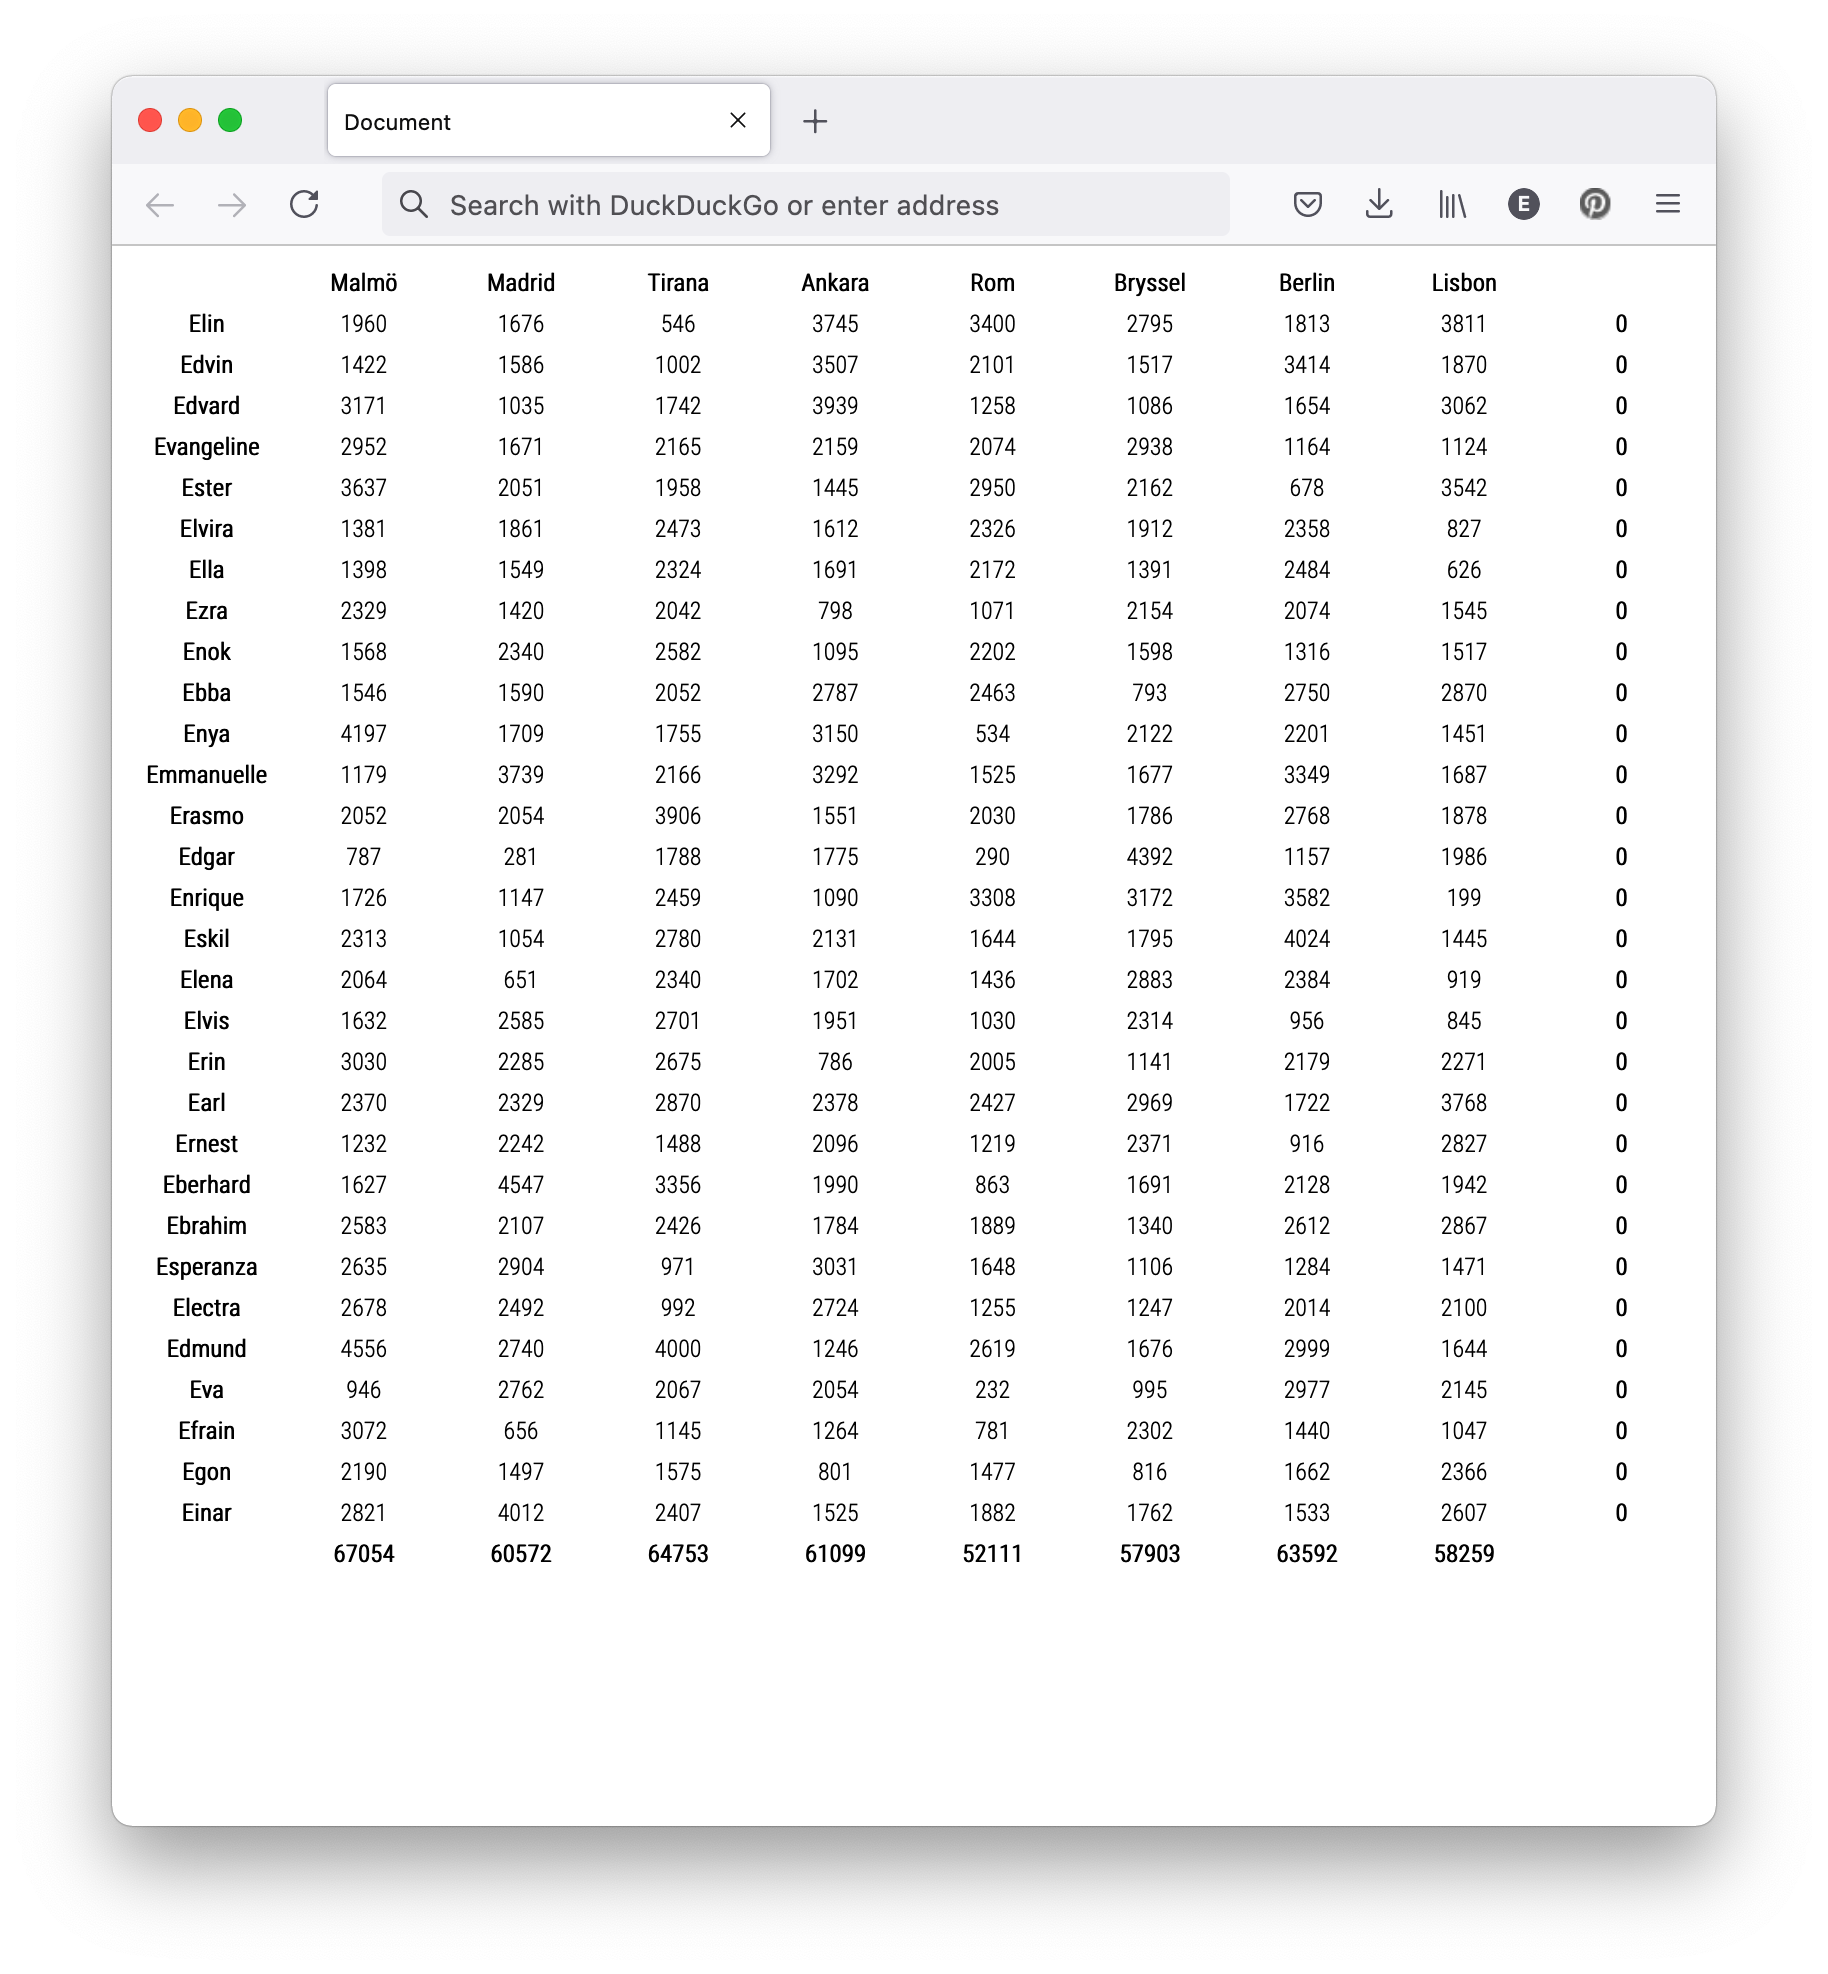 Document
Search with DuckDuckGo or enter address E
Malmö Madrid Tirana Ankara Rom Bryssel Berlin Lisbon
Elin 1960 1676 546 3745 3400 2795 1813 3811 0
Edvin 1422 1586 1002 3507 2101 1517 3414 1870 0
Edvard 3171 1035 1742 3939 1258 1086 1654 3062 0
Evangeline 2952 1671 2165 2159 2074 2938 1164 1124 0
Ester 3637 2051 1958 1445 2950 2162 678 3542 0
Elvira 1381 1861 2473 1612 2326 1912 2358 827 0
Ella 1398 1549 2324 1691 2172 1391 2484 626 0
Ezra 2329 1420 2042 798 1071 2154 2074 1545 0
Enok 1568 2340 2582 1095 2202 1598 1316 1517 0
Ebba 1546 1590 2052 2787 2463 793 2750 2870 0
Enya 4197 1709 1755 3150 534 2122 2201 1451 0
Emmanuelle 1179 3739 2166 3292 1525 1677 3349 1687 0
Erasmo 2052 2054 3906 1551 2030 1786 2768 1878 0
Edgar 787 281 1788 1775 290 4392 1157 1986 0
Enrique 1726 1147 2459 1090 3308 3172 3582 199 0
Eskil 2313 1054 2780 2131 1644 1795 4024 1445 0
Elena 2064 651 2340 1702 1436 2883 2384 919 0
Elvis 1632 2585 2701 1951 1030 2314 956 845 0
Erin 3030 2285 2675 786 2005 1141 2179 2271 0
Earl 2370 2329 2870 2378 2427 2969 1722 3768 0
Ernest 1232 2242 1488 2096 1219 2371 916 2827 0
Eberhard 1627 4547 3356 1990 863 1691 2128 1942 0
Ebrahim 2583 2107 2426 1784 1889 1340 2612 2867 0
Esperanza 2635 2904 971 3031 1648 1106 1284 1471 0
Electra 2678 2492 992 2724 1255 1247 2014 2100 0
Edmund 4556 2740 4000 1246 2619 1676 2999 1644 0
Eva 946 2762 2067 2054 232 995 2977 2145 0
Efrain 3072 656 1145 1264 781 2302 1440 1047 0
Egon 2190 1497 1575 801 1477 816 1662 2366 0
Einar 2821 4012 2407 1525 1882 1762 1533 2607 0
67054 60572 64753 61099 52111 57903 63592 58259